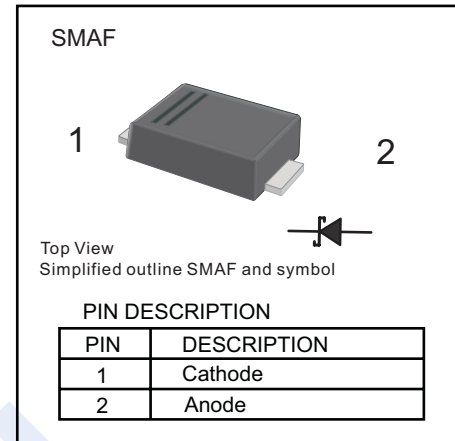 SMAF
1
2
Top View
Simplified outline SMAF and symbol
PIN DESCRIPTION
PIN DESCRIPTION
1 Cathode
2 Anode